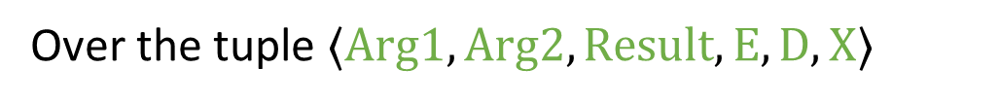 Over the tuple ⟨Arg1, Arg2, Result, E, D, X⟩